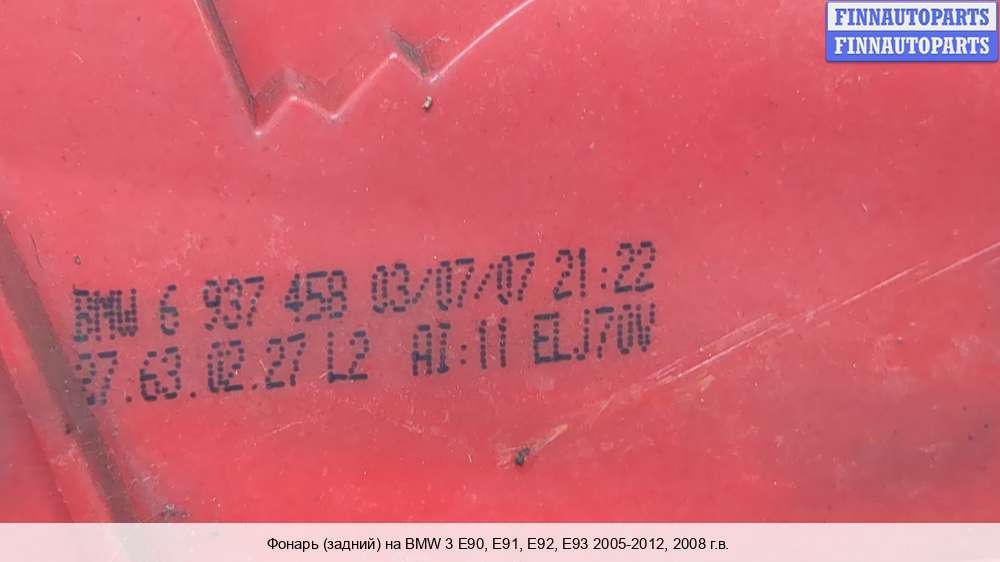 FINNAUTOPARTS
FINNAUTOPARTS
BMW 6 937 458 03/07/07 21:22
87.63.02.27 L2 AI:11 ELJ70V
Фонарь (задний) на BMW 3 E90, E91, E92, E93 2005-2012, 2008 г.в.